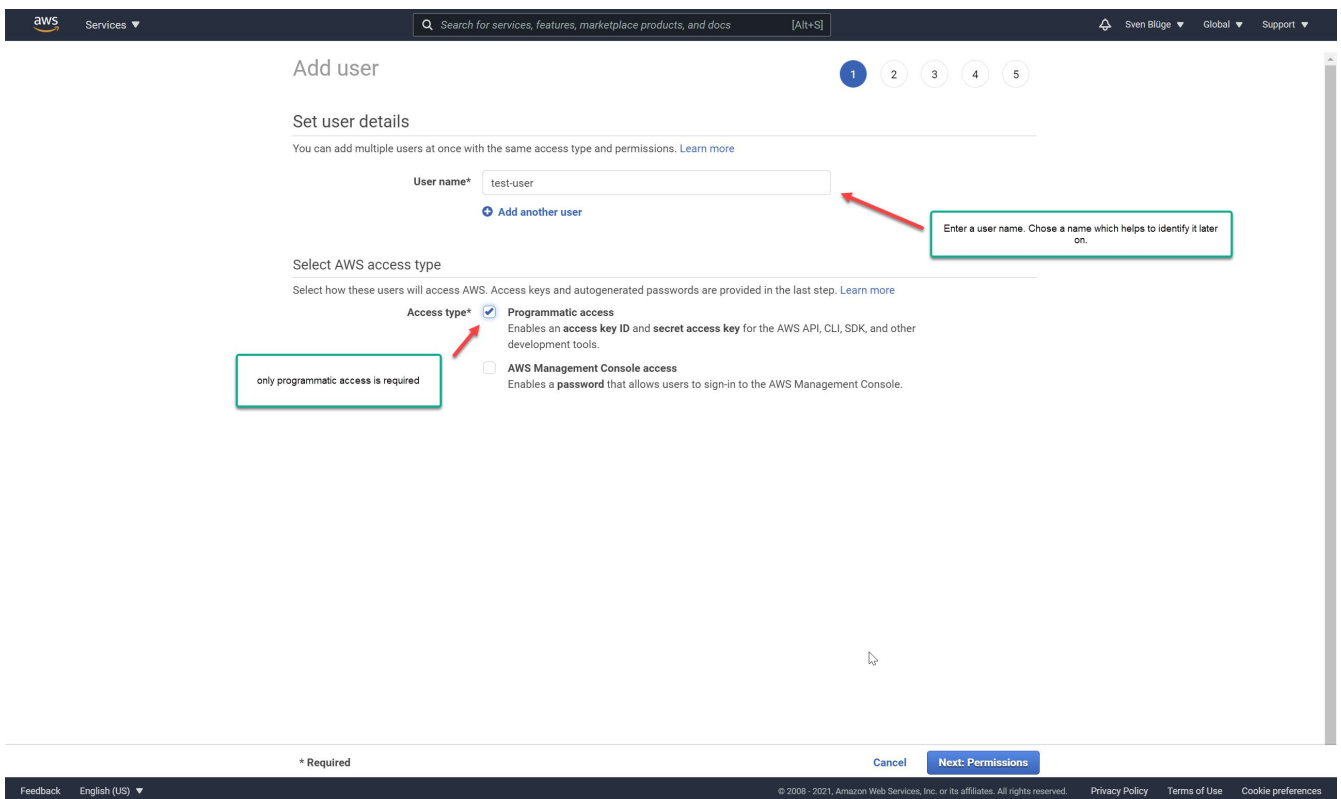 aws
Services ▼
Search for services, features, marketplace products, and docs [Alt+S]
Sven Blüge ▼ Global ▼ Support ▼
Add user
1 2 3 4 5
Set user details
You can add multiple users at once with the same access type and permissions. Learn more
User name* test-user
Add another user
Enter a user name. Chose a name which helps to identify it later
on.
Select AWS access type
Select how these users will access AWS. Access keys and autogenerated passwords are provided in the last step. Learn more
Access type* Programmatic access
Enables an access key ID and secret access key for the AWS API, CLI, SDK, and other
development tools.
only programmatic access is required
AWS Management Console access
Enables a password that allows users to sign-in to the AWS Management Console.
* Required
Cancel Next: Permissions
Feedback English (US) ▼
© 2008 - 2021, Amazon Web Services, Inc. or its affiliates. All rights reserved. Privacy Policy Terms of Use Cookie preferences